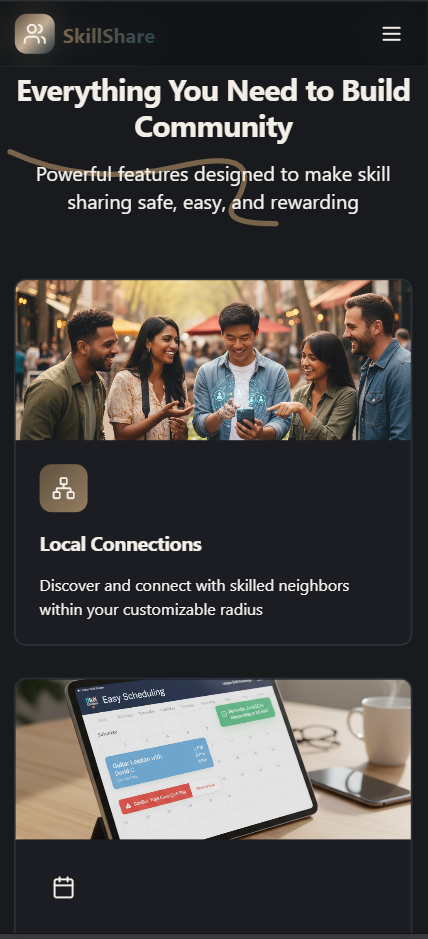 SkillShare
Everything You Need to Build
Community
Powerful features designed to make skill
sharing safe, easy, and rewarding
Local Connections
Discover and connect with skilled neighbors
within your customizable radius
Easy Scheduling
Saturday
Guitar Lesson with
David C.